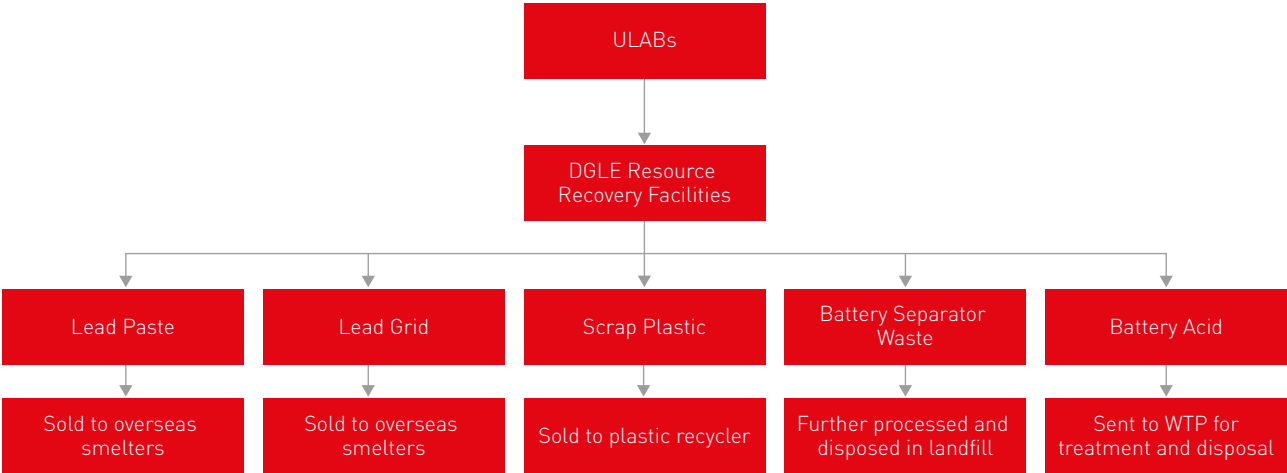 ULABs
DGLE Resource
Recovery Facilities
Lead Paste
Lead Grid
Scrap Plastic
Battery Separator
Waste
Battery Acid
Sold to overseas
smelters
Sold to overseas
smelters
Sold to plastic recycler
Further processed and
disposed in landfill
Sent to WTP for
treatment and disposal